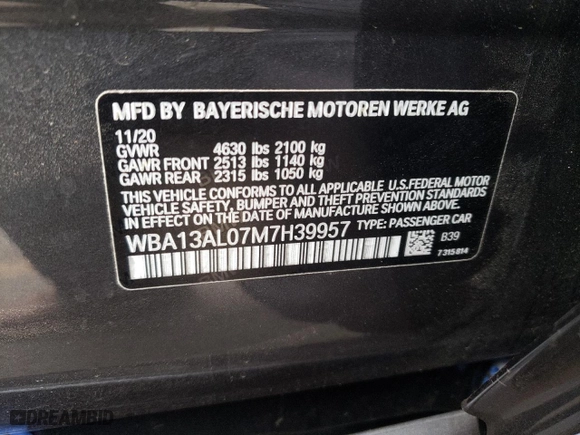 MFD BY BAYERISCHE MOTOREN WERKE AG
11/20
GVWR 4630 lbs 2100 kg
GAWR FRONT 2513 lbs 1140 kg
GAWR REAR 2315 lbs 1050 kg
THIS VEHICLE CONFORMS TO ALL APPLICABLE U.S.FEDERAL MOTOR
VEHICLE SAFETY, BUMPER AND THEFT PREVENTION STANDARDS
IN EFFECT ON THE DATE OF MANUFACTURE SHOWN ABOVE.
WBA13AL07M7H39957 TYPE: PASSENGER CAR
B39
7315814
DREAMBID